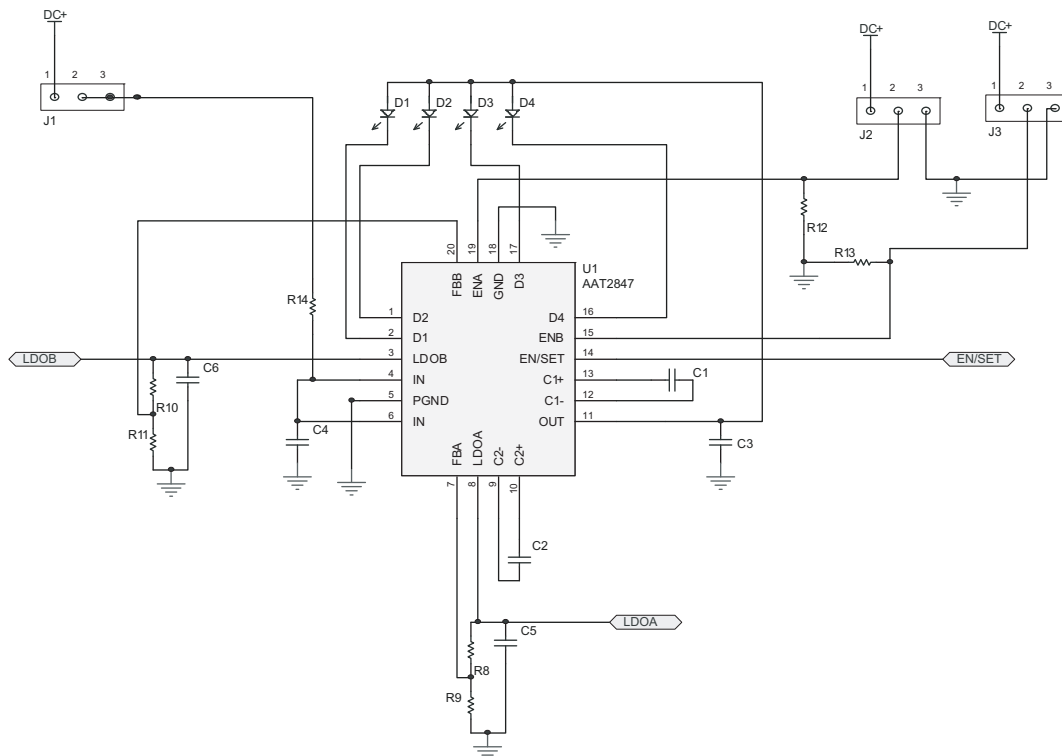 DC+
DC+
DC+
1 2 3
J1
D1 D2 D3 D4
1 2 3
J2
1 2 3
J3
R12
R13
20 19 18 17
FBB ENA GND D3
U1
AAT2847
R14
1 D2
2 D1
3 LDOB
4 IN
5 PGND
6 IN
D4 16
ENB 15
EN/SET 14
C1+ 13
C1- 12
OUT 11
LDOB
EN/SET
C6
R10
R11
C4
C1
C3
FBA LDOA C2- C2+
7 8 9 10
C2
LDOA
C5
R8
R9